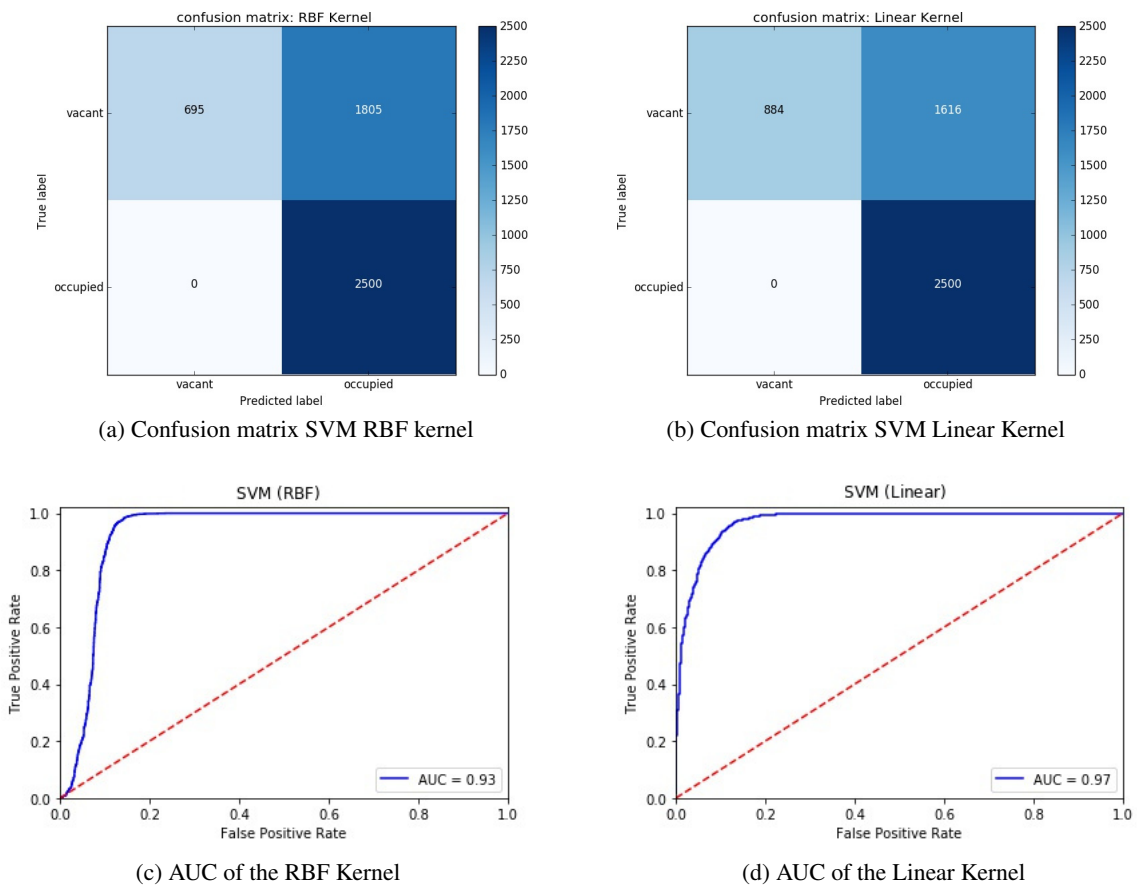 confusion matrix: RBF Kernel
2500
2250
2000
1750
1500
1250
1000
750
500
250
0
vacant
occupied
695
1805
0
2500
True label
vacant
occupied
Predicted label
(a) Confusion matrix SVM RBF kernel
confusion matrix: Linear Kernel
2500
2250
2000
1750
1500
1250
1000
750
500
250
0
vacant
occupied
884
1616
0
2500
True label
vacant
occupied
Predicted label
(b) Confusion matrix SVM Linear Kernel
SVM (RBF)
1.0
0.8
0.6
0.4
0.2
0.0
True Positive Rate
AUC = 0.93
0.0 0.2 0.4 0.6 0.8 1.0
False Positive Rate
(c) AUC of the RBF Kernel
SVM (Linear)
1.0
0.8
0.6
0.4
0.2
0.0
True Positive Rate
AUC = 0.97
0.0 0.2 0.4 0.6 0.8 1.0
False Positive Rate
(d) AUC of the Linear Kernel